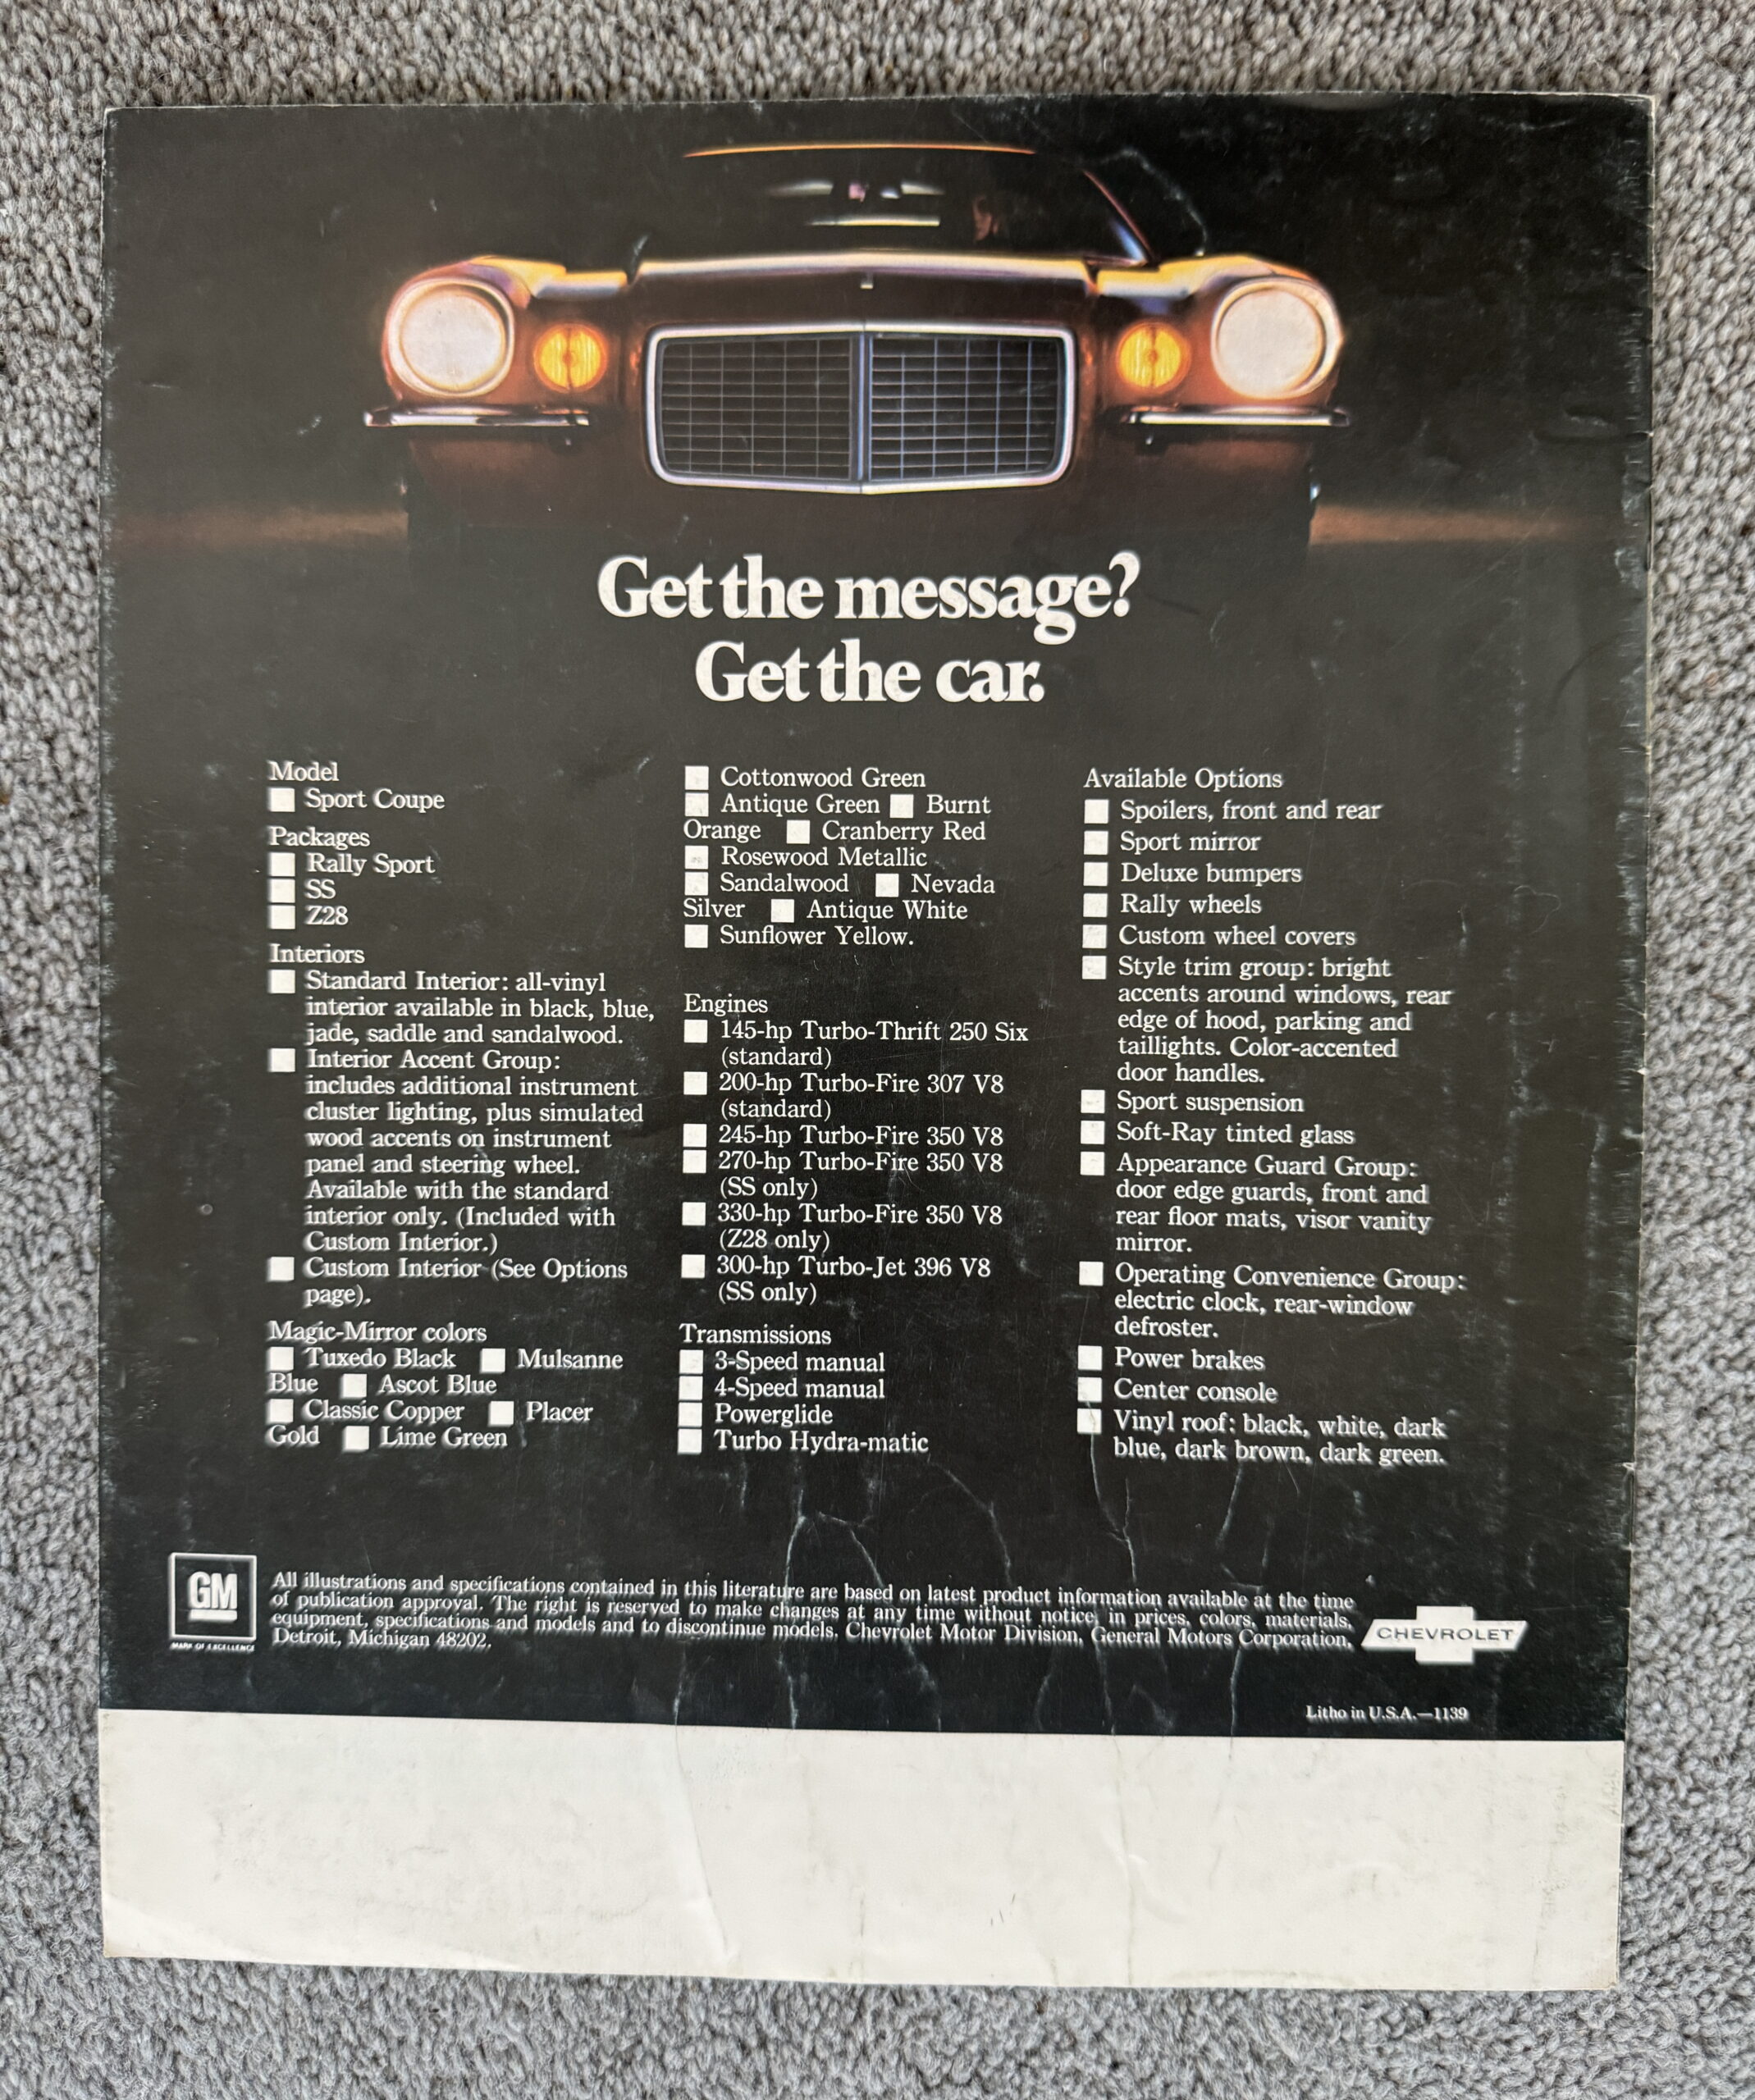 Get the message?
Get the car.
Model
Sport Coupe
Packages
Rally Sport
SS
Z28
Interiors
Standard Interior: all-vinyl
interior available in black, blue,
jade, saddle and sandalwood.
Interior Accent Group:
includes additional instrument
cluster lighting, plus simulated
wood accents on instrument
panel and steering wheel.
Available with the standard
interior only. (Included with
Custom Interior.)
Custom Interior (See Options
page).
Magic-Mirror colors
Tuxedo Black Mulsanne
Blue Ascot Blue
Classic Copper Placer
Gold Lime Green
Cottonwood Green
Antique Green Burnt
Orange Cranberry Red
Rosewood Metallic
Sandalwood Nevada
Silver Antique White
Sunflower Yellow.
Engines
145-hp Turbo-Thrift 250 Six
(standard)
200-hp Turbo-Fire 307 V8
(standard)
245-hp Turbo-Fire 350 V8
270-hp Turbo-Fire 350 V8
(SS only)
330-hp Turbo-Fire 350 V8
(Z28 only)
300-hp Turbo-Jet 396 V8
(SS only)
Transmissions
3-Speed manual
4-Speed manual
Powerglide
Turbo Hydra-matic
Available Options
Spoilers, front and rear
Sport mirror
Deluxe bumpers
Rally wheels
Custom wheel covers
Style trim group: bright
accents around windows, rear
edge of hood, parking and
taillights. Color-accented
door handles.
Sport suspension
Soft-Ray tinted glass
Appearance Guard Group:
door edge guards, front and
rear floor mats, visor vanity
mirror.
Operating Convenience Group:
electric clock, rear-window
defroster.
Power brakes
Center console
Vinyl roof: black, white, dark
blue, dark brown, dark green.
GM
MARK OF EXCELLENCE
All illustrations and specifications contained in this literature are based on latest product information available at the time
of publication approval. The right is reserved to make changes at any time without notice, in prices, colors, materials,
equipment, specifications and models and to discontinue models. Chevrolet Motor Division, General Motors Corporation,
Detroit, Michigan 48202.
CHEVROLET
Litho in U.S.A.—1139